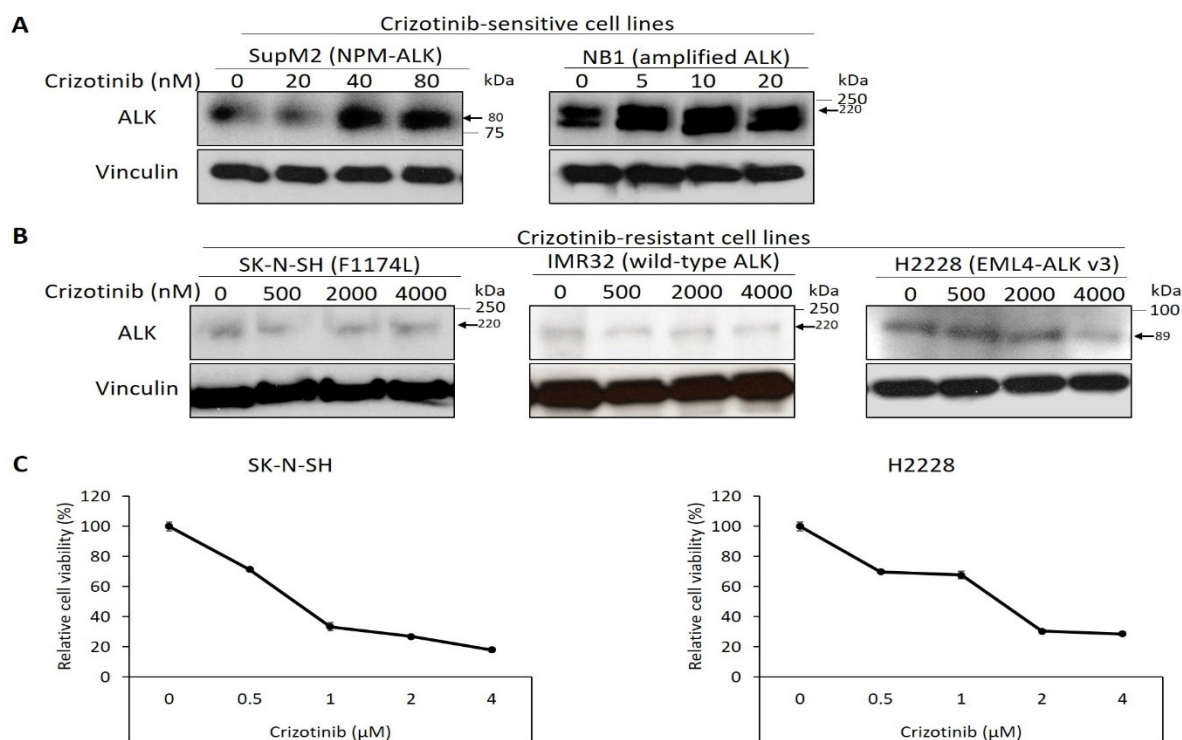 A
Crizotinib-sensitive cell lines
SupM2 (NPM-ALK)
NB1 (amplified ALK)
Crizotinib (nM) 0 20 40 80 kDa 0 5 10 20 kDa
250
ALK 80 220
75
Vinculin
B
Crizotinib-resistant cell lines
SK-N-SH (F1174L) IMR32 (wild-type ALK) H2228 (EML4-ALK v3)
Crizotinib (nM) 0 500 2000 4000 kDa 0 500 2000 4000 kDa 0 500 2000 4000 kDa
250 250 100
ALK 220 220 89
Vinculin
C
SK-N-SH
Relative cell viability (%)
120
100
80
60
40
20
0
0 0.5 1 2 4
Crizotinib (μM)
H2228
Relative cell viability (%)
120
100
80
60
40
20
0
0 0.5 1 2 4
Crizotinib (μM)